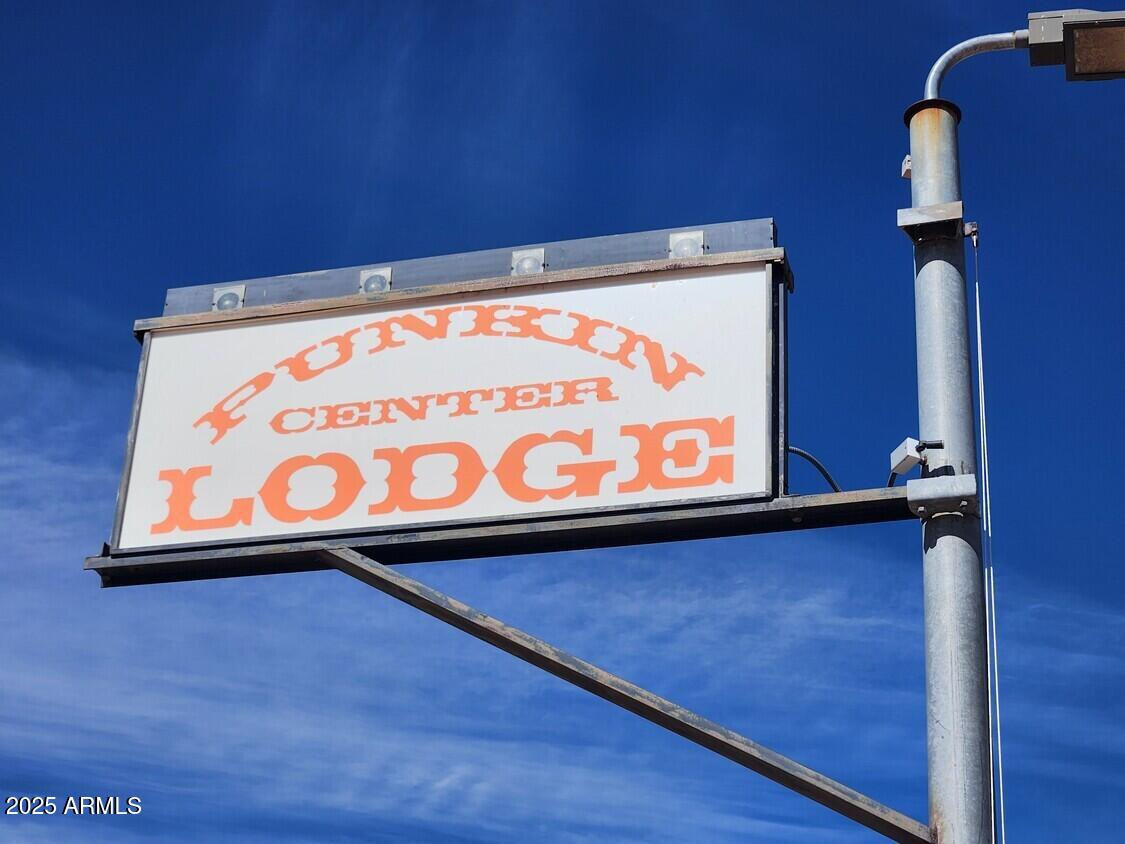 PUNKIN
CENTER
LODGE
2025 ARMLS